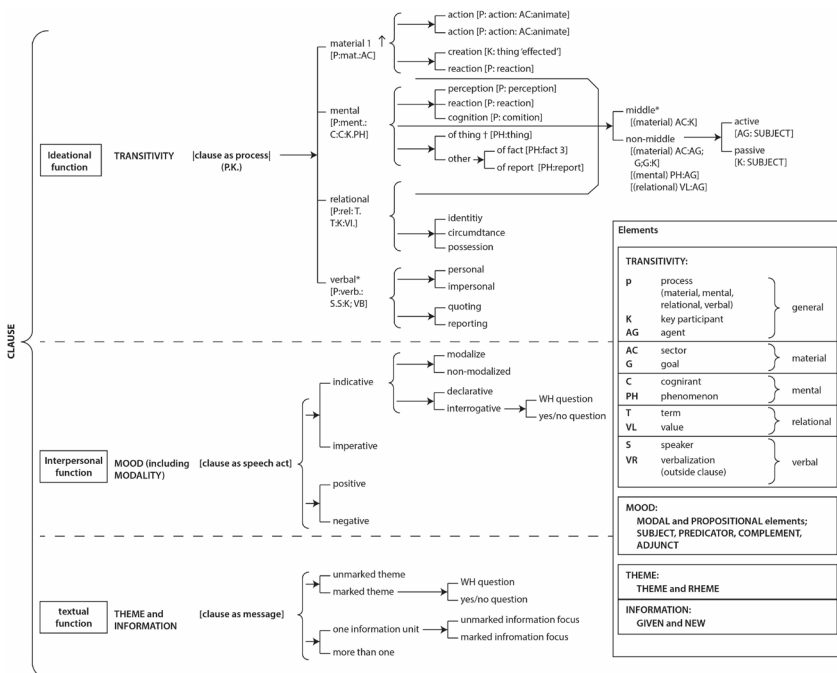 CLAUSE
Ideational
function
TRANSITIVITY
|clause as process|
(P.K.)
material 1
[P:mat.:AC]
action [P: action: AC:animate]
action [P: action: AC:animate]
creation [K: thing 'effected']
reaction [P: reaction]
mental
[P:ment.:
C:C:K.PH]
perception [P: perception]
reaction [P: reaction]
cognition [P: comition]
of thing † [PH:thing]
other
of fact [PH:fact 3]
of report [PH:report]
relational
[P:rel: T.
T:K:VI.]
identitiy
circumdtance
possession
verbal*
[P:verb.:
S.S:K; VB]
personal
impersonal
quoting
reporting
middle*
[(material) AC:K]
non-middle
[(material) AC:AG;
G;G:K]
[(mental) PH:AG]
[(relational) VL:AG]
active
[AG: SUBJECT]
passive
[K: SUBJECT]
Interpersonal
function
MOOD (including
MODALITY)
[clause as speech act]
indicative
modalize
non-modalized
declarative
interrogative
WH question
yes/no question
imperative
positive
negative
textual
function
THEME and
INFORMATION
[clause as message]
unmarked theme
marked theme
WH question
yes/no question
one information unit
unmarked information focus
marked infromation focus
more than one
Elements
TRANSITIVITY:
p process
(material, mental,
relational, verbal)
K key participant
AG agent
general
AC sector
G goal
material
C cognirant
PH phenomenon
mental
T term
VL value
relational
S speaker
VR verbalization
(outside clause)
verbal
MOOD:
MODAL and PROPOSITIONAL elements;
SUBJECT, PREDICATOR, COMPLEMENT,
ADJUNCT
THEME:
THEME and RHEME
INFORMATION:
GIVEN and NEW